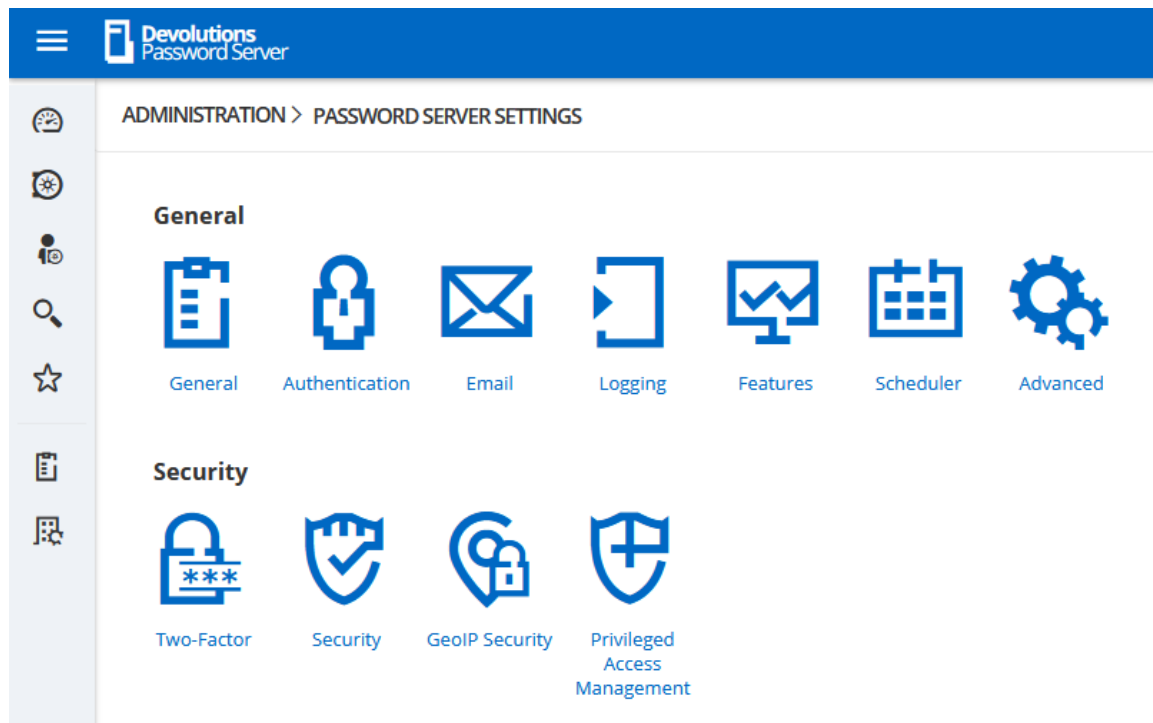 Devolutions
Password Server
ADMINISTRATION > PASSWORD SERVER SETTINGS
General
General Authentication Email Logging Features Scheduler Advanced
Security
***
Two-Factor Security GeoIP Security Privileged
Access
Management